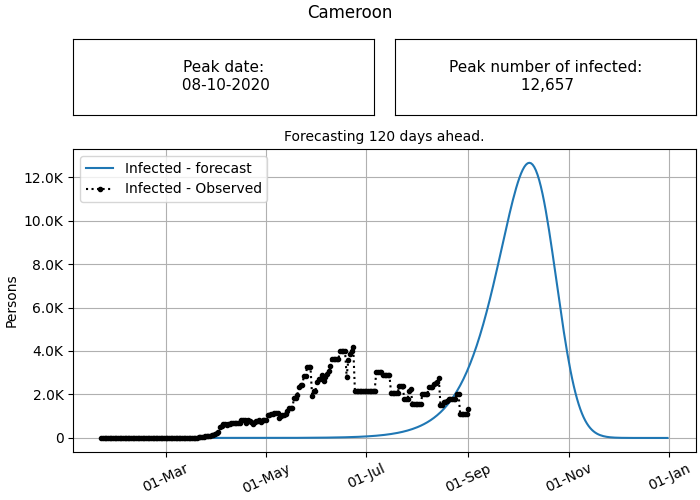 Cameroon
Peak date:
08-10-2020
Peak number of infected:
12,657
Forecasting 120 days ahead.
Infected - forecast
Infected - Observed
Persons
12.0K
10.0K
8.0K
6.0K
4.0K
2.0K
0
01-Mar
01-May
01-Jul
01-Sep
01-Nov
01-Jan